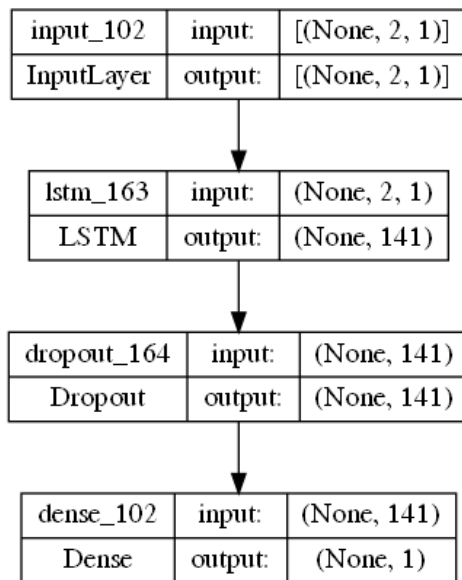 input_102 input: [(None, 2, 1)]
InputLayer output: [(None, 2, 1)]
lstm_163 input: (None, 2, 1)
LSTM output: (None, 141)
dropout_164 input: (None, 141)
Dropout output: (None, 141)
dense_102 input: (None, 141)
Dense output: (None, 1)